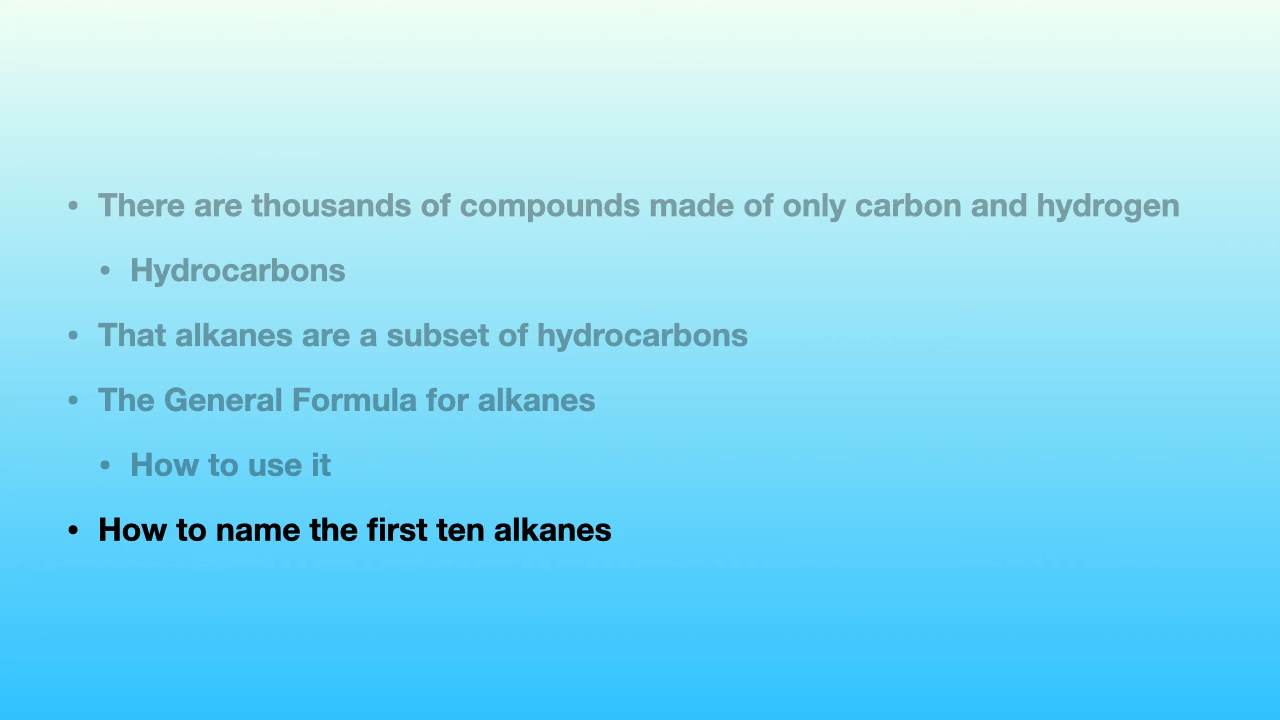 • There are thousands of compounds made of only carbon and hydrogen
• Hydrocarbons
• That alkanes are a subset of hydrocarbons
• The General Formula for alkanes
• How to use it
• How to name the first ten alkanes